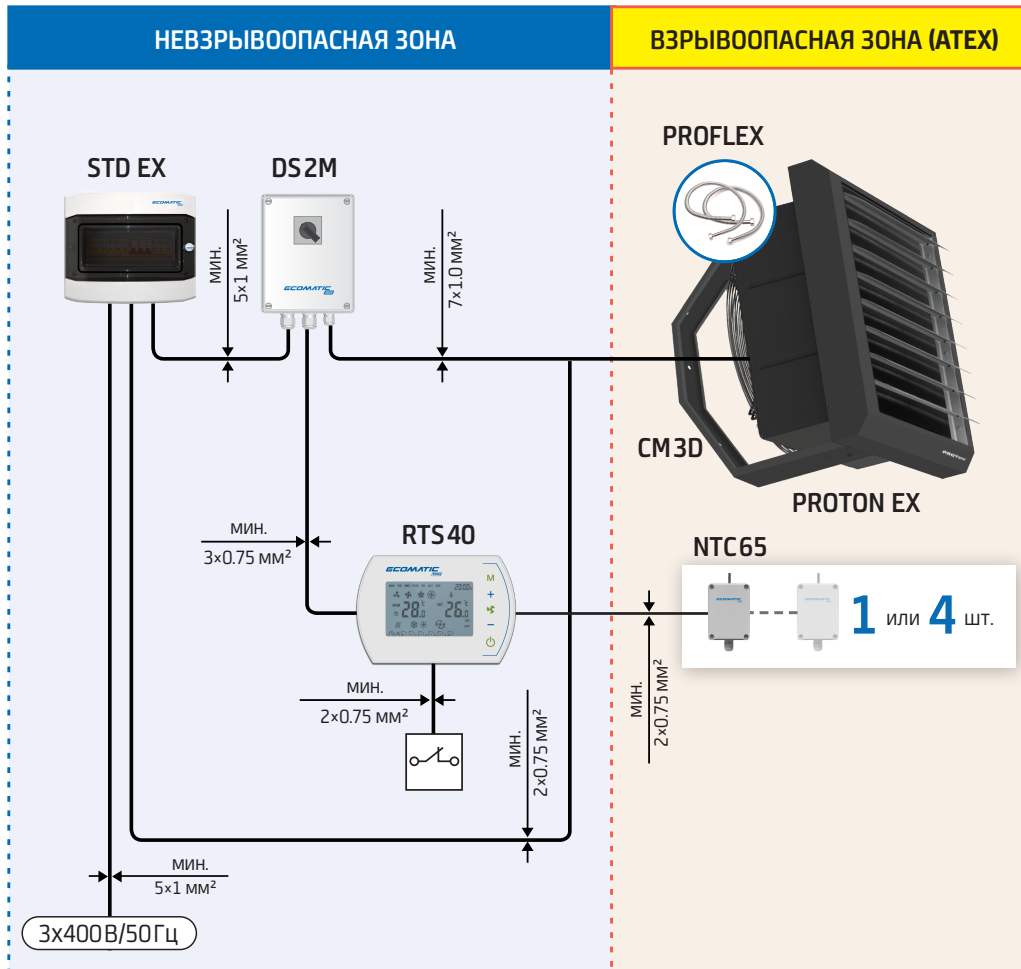 НЕВЗРЫВООПАСНАЯ ЗОНА
ВЗРЫВООПАСНАЯ ЗОНА (ATEX)
PROFLEX
STD EX
DS2M
ECOMATIC
ECOMATIC
МИН.
5×1 ММ²
МИН.
7×1.0 ММ²
CM3D
PROTON
PROTON EX
МИН.
3×0.75 ММ²
RTS40
ECOMATIC
M
28
26
NTC65
1 или 4 шт.
МИН.
2×0.75 ММ²
МИН.
2×0.75 ММ²
МИН.
2×0.75 ММ²
МИН.
5×1 ММ²
3x400В/50Гц